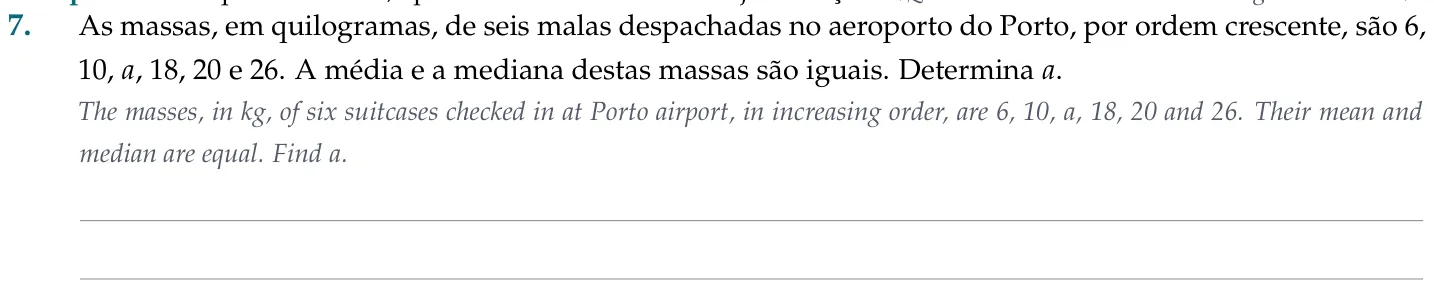 7. As massas, em quilogramas, de seis malas despachadas no aeroporto do Porto, por ordem crescente, são 6,
10, a, 18, 20 e 26. A média e a mediana destas massas são iguais. Determina a.
The masses, in kg, of six suitcases checked in at Porto airport, in increasing order, are 6, 10, a, 18, 20 and 26. Their mean and
median are equal. Find a.